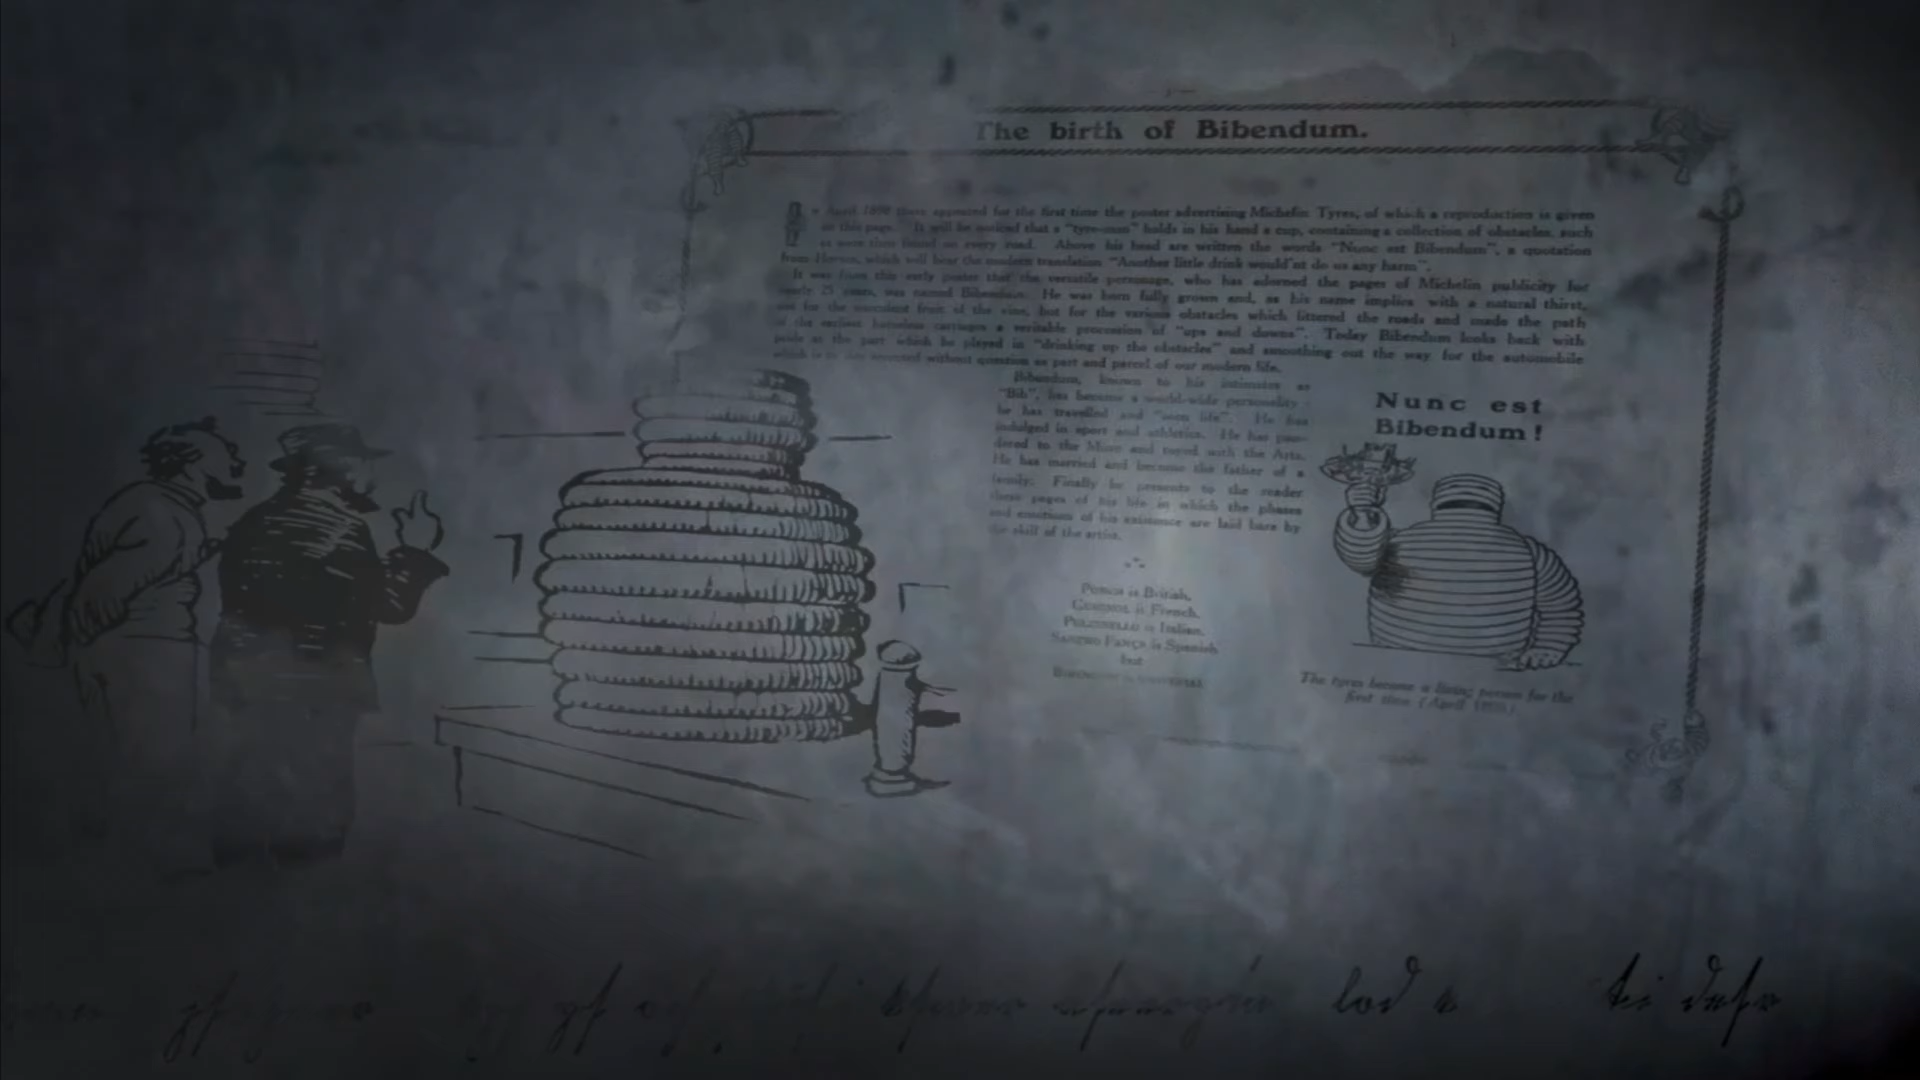 The birth of Bibendum.
April 1898 there appeared for the first time the poster advertising Michelin Tyres, of which a reproduction is given
on this page. It will be noticed that a "tyre-man" holds in his hand a cup, containing a collection of obstacles, such
as were then found on every road. Above his head are written the words "Nunc est Bibendum", a quotation
from Horace, which will bear the modern translation "Another little drink would'nt do us any harm".
It was from this early poster that the versatile personage, who has adorned the pages of Michelin publicity for
nearly 25 years, was named Bibendum. He was born fully grown and, as his name implies with a natural thirst,
not for the succulent fruit of the vine, but for the various obstacles which littered the roads and made the path
of the earliest horseless carriages a veritable procession of "ups and downs". Today Bibendum looks back with
pride at the part which he played in "drinking up the obstacles" and smoothing out the way for the automobile
which is to day accepted without question as part and parcel of our modern life.
Bibendum, known to his intimates as
"Bib", has become a world-wide personality
he has travelled and "seen life". He has
indulged in sport and athletics. He has pan-
dered to the Muse and toyed with the Arts.
He has married and become the father of a
family. Finally he presents to the reader
these pages of his life in which the phases
and emotions of his existence are laid bare by
the skill of the artist.
Nunc est
Bibendum!
Punch is British,
Guignol is French,
Pulcinello is Italian,
Sancho Pança is Spanish
but
Bibendum is universal
The tyres become a living person for the
first time (April 1898).